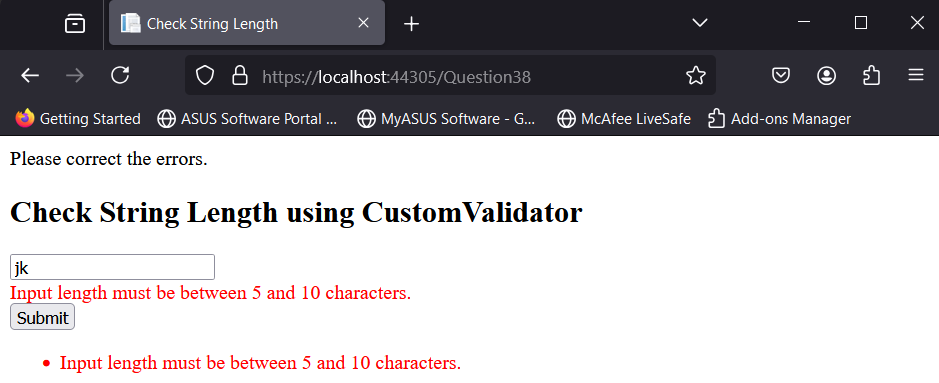 Check String Length
https://localhost:44305/Question38
Getting Started ASUS Software Portal ... MyASUS Software - G... McAfee LiveSafe Add-ons Manager
Please correct the errors.
Check String Length using CustomValidator
jk
Input length must be between 5 and 10 characters.
Submit
• Input length must be between 5 and 10 characters.